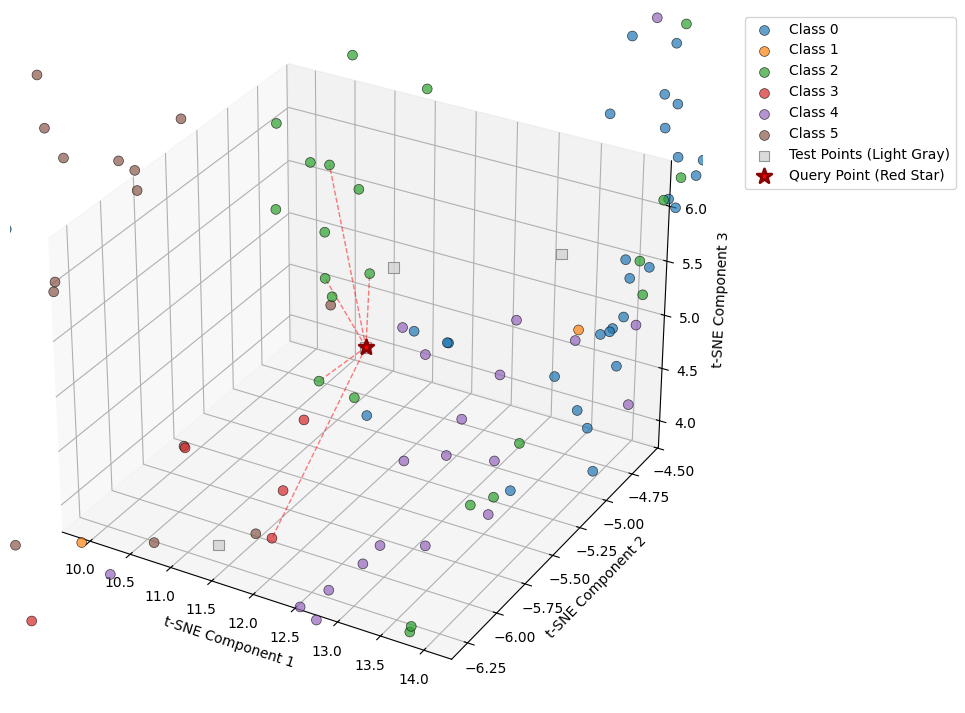 Class 0
Class 1
Class 2
Class 3
Class 4
Class 5
Test Points (Light Gray)
Query Point (Red Star)
6.0
5.5
5.0
4.5
4.0
t-SNE Component 3
−4.50
−4.75
−5.00
−5.25
−5.50
−5.75
−6.00
−6.25
t-SNE Component 2
10.0
10.5
11.0
11.5
12.0
12.5
13.0
13.5
14.0
t-SNE Component 1